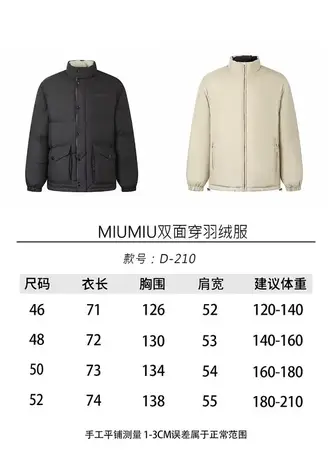 MIUMIU双面穿羽绒服
款号：D-210
尺码 衣长 胸围 肩宽 建议体重
46 71 126 52 120-140
48 72 130 53 140-160
50 73 134 54 160-180
52 74 138 55 180-210
手工平铺测量 1-3CM误差属于正常范围